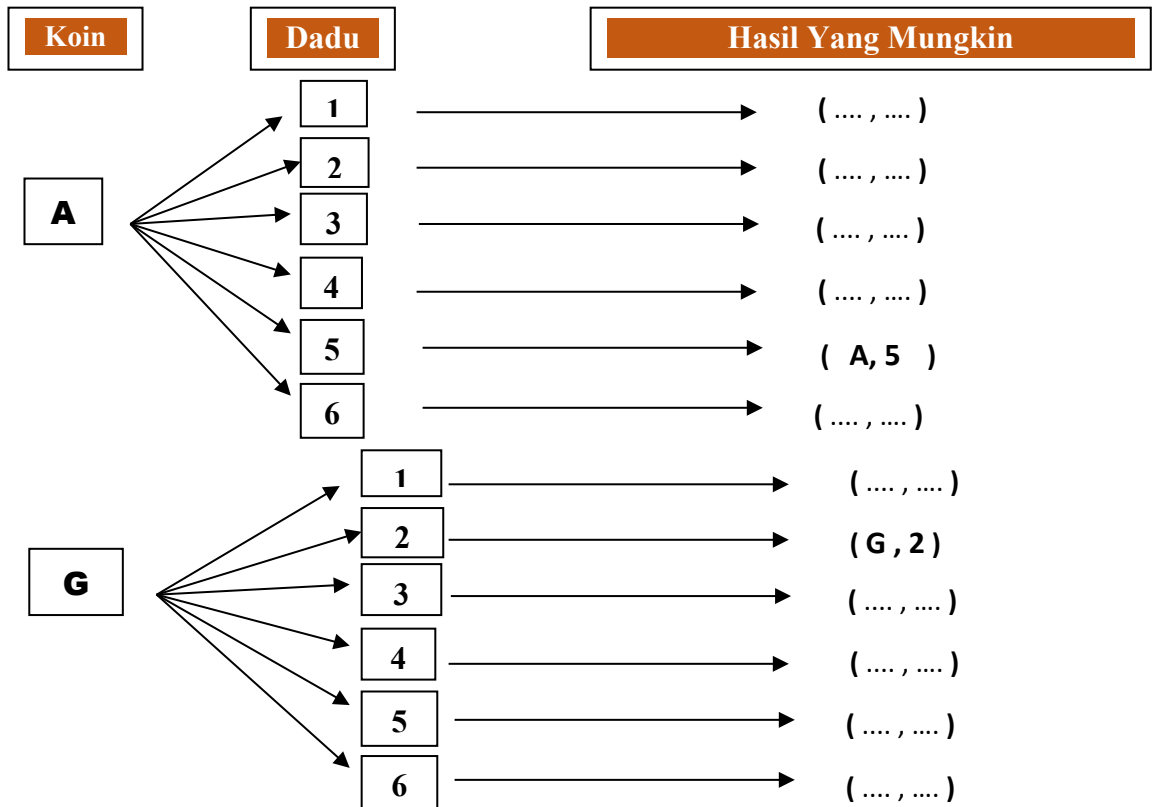 Koin Dadu Hasil Yang Mungkin
1 ( .... , .... )
2 ( .... , .... )
A
3 ( .... , .... )
4 ( .... , .... )
5 ( A, 5 )
6 ( .... , .... )
1 ( .... , .... )
2 ( G , 2 )
G
3 ( .... , .... )
4 ( .... , .... )
5 ( .... , .... )
6 ( .... , .... )